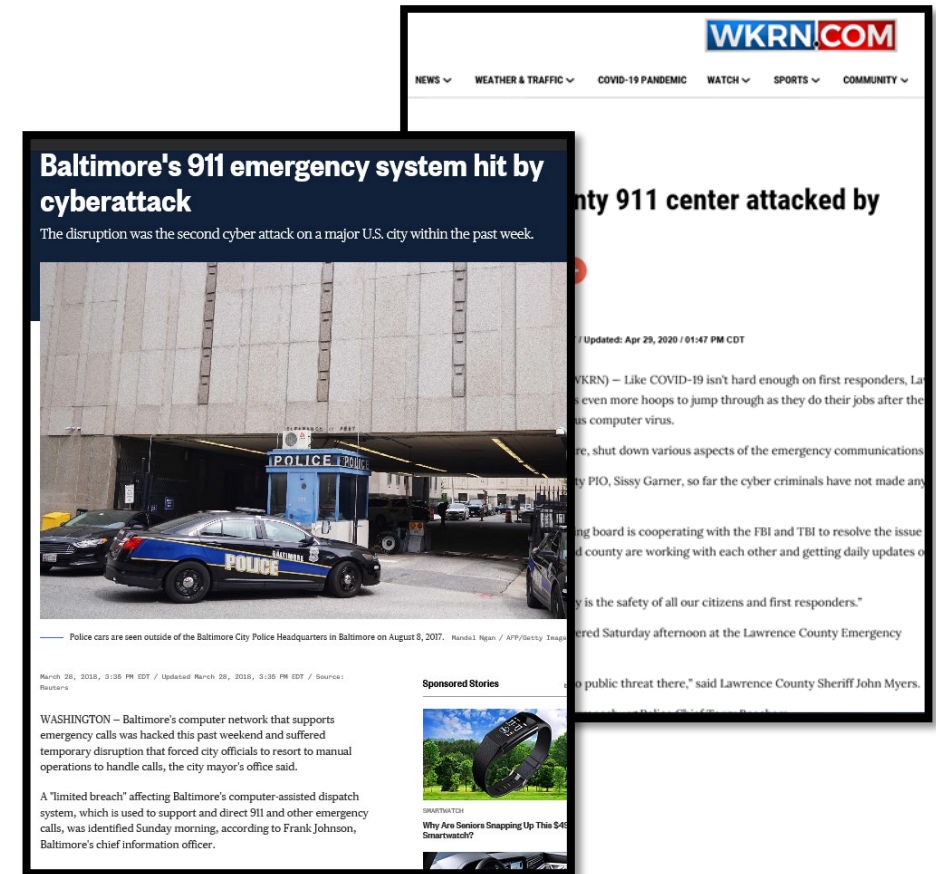 WKRN.COM
NEWS
WEATHER & TRAFFIC
COVID-19 PANDEMIC
WATCH
SPORTS
COMMUNITY
nty 911 center attacked by
/ Updated: Apr 29, 2020 / 01:47 PM CDT
WKRN) — Like COVID-19 isn't hard enough on first responders, La
s even more hoops to jump through as they do their jobs after the
us computer virus.
re, shut down various aspects of the emergency communications
ty PIO, Sissy Garner, so far the cyber criminals have not made any
ing board is cooperating with the FBI and TBI to resolve the issue
d county are working with each other and getting daily updates o
y is the safety of all our citizens and first responders."
ered Saturday afternoon at the Lawrence County Emergency
o public threat there," said Lawrence County Sheriff John Myers.
Baltimore's 911 emergency system hit by
cyberattack
The disruption was the second cyber attack on a major U.S. city within the past week.
POLICE POLICE
BALTIMORE
POLICE
Police cars are seen outside of the Baltimore City Police Headquarters in Baltimore on August 8, 2017. Mandel Ngan / AFP/Getty Image
March 28, 2018, 3:35 PM EDT / Updated March 28, 2018, 3:35 PM EDT / Source:
Reuters
WASHINGTON — Baltimore's computer network that supports
emergency calls was hacked this past weekend and suffered
temporary disruption that forced city officials to resort to manual
operations to handle calls, the city mayor's office said.
A "limited breach" affecting Baltimore's computer-assisted dispatch
system, which is used to support and direct 911 and other emergency
calls, was identified Sunday morning, according to Frank Johnson,
Baltimore's chief information officer.
Sponsored Stories
SMARTWATCH
Why Are Seniors Snapping Up This $49
Smartwatch?